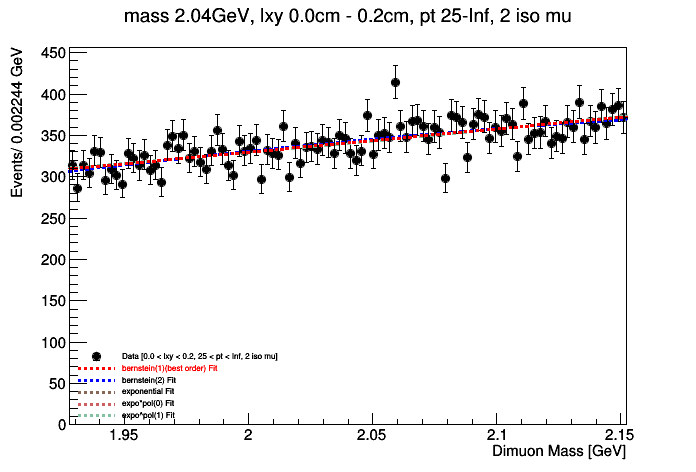 mass 2.04GeV, lxy 0.0cm - 0.2cm, pt 25-Inf, 2 iso mu
Events/ 0.002244 GeV
450
400
350
300
250
200
150
100
50
0
Data [0.0 < lxy < 0.2, 25 < pt < Inf, 2 iso mu]
bernstein(1)(best order) Fit
bernstein(2) Fit
exponential Fit
expo*pol(0) Fit
expo*pol(1) Fit
1.95 2 2.05 2.1 2.15
Dimuon Mass [GeV]